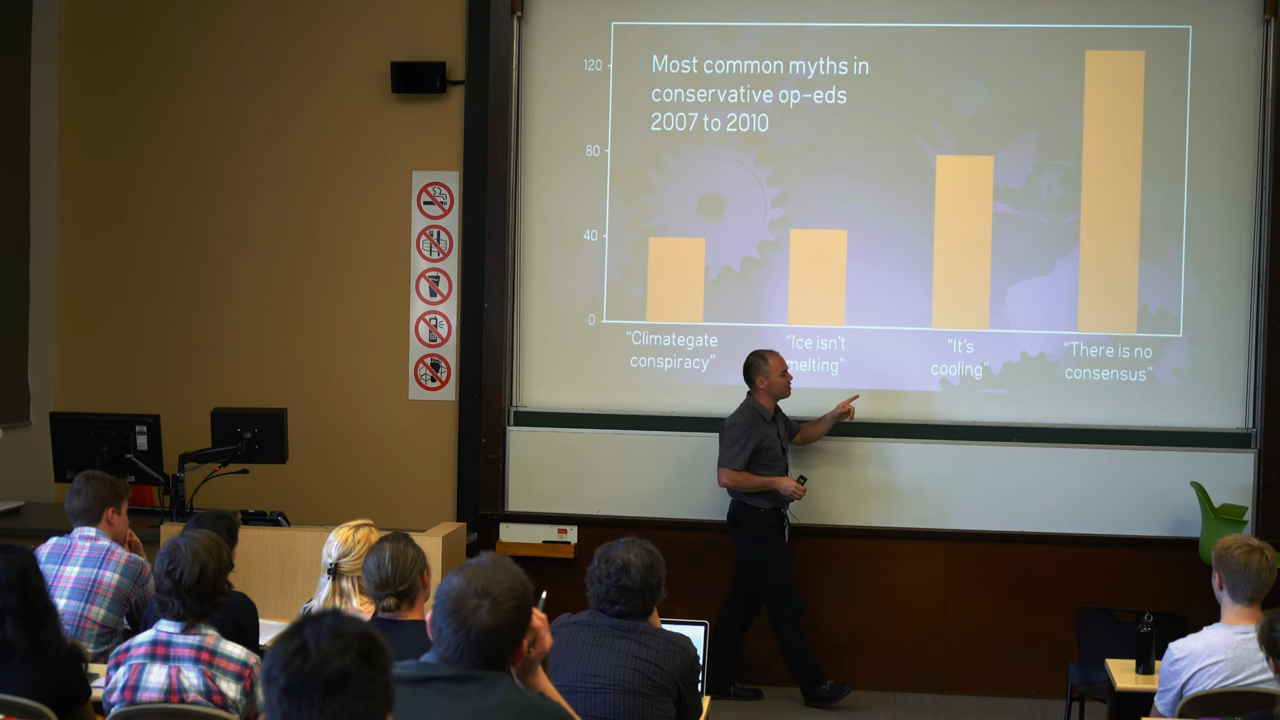 Most common myths in
conservative op-eds
2007 to 2010
120
80
40
0
"Climategate
conspiracy"
"Ice isn't
melting"
"It's
cooling"
"There is no
consensus"